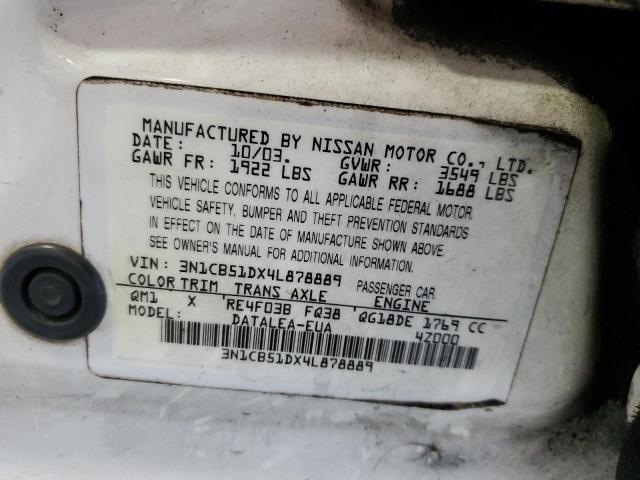 MANUFACTURED BY NISSAN MOTOR CO., LTD.
DATE: 10/03. GVWR: 3549 LBS
GAWR FR: 1922 LBS GAWR RR: 1688 LBS
THIS VEHICLE CONFORMS TO ALL APPLICABLE FEDERAL MOTOR
VEHICLE SAFETY, BUMPER AND THEFT PREVENTION STANDARDS
IN EFFECT ON THE DATE OF MANUFACTURE SHOWN ABOVE.
SEE OWNER'S MANUAL FOR ADDITIONAL INFORMATION.
VIN: 3N1CB51DX4L878889 PASSENGER CAR
COLOR TRIM TRANS AXLE ENGINE
QM1 X RE4F03B FQ38 QG18DE 1769 CC
MODEL: DATALEA-EUA 4Z000
3N1CB51DX4L878889